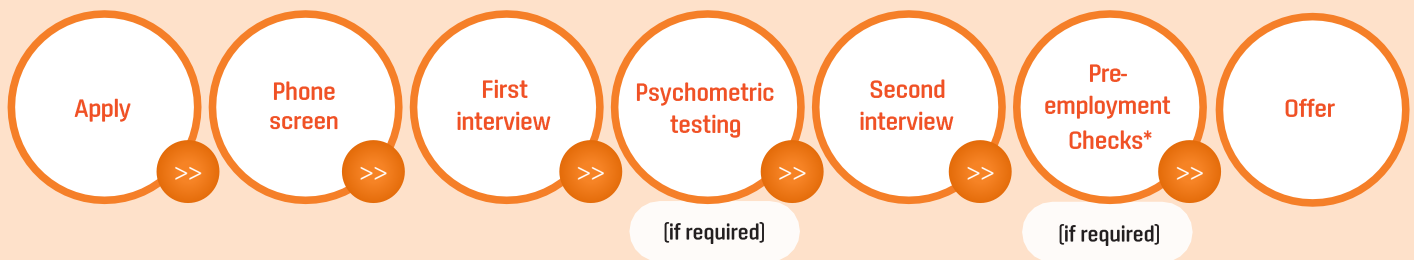 Apply
>>
Phone
screen
>>
First
interview
>>
Psychometric
testing
>>
(if required)
Second
interview
>>
Pre-
employment
Checks*
>>
(if required)
Offer